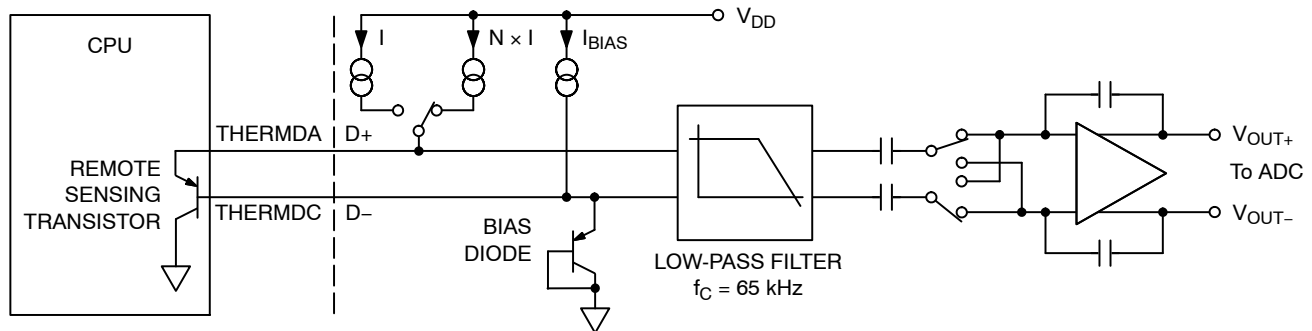 CPU
I
N × I
I_BIAS
V_DD
THERMDA
D+
REMOTE
SENSING
TRANSISTOR
THERMDC
D−
BIAS
DIODE
LOW-PASS FILTER
f_C = 65 kHz
V_OUT+
To ADC
V_OUT−